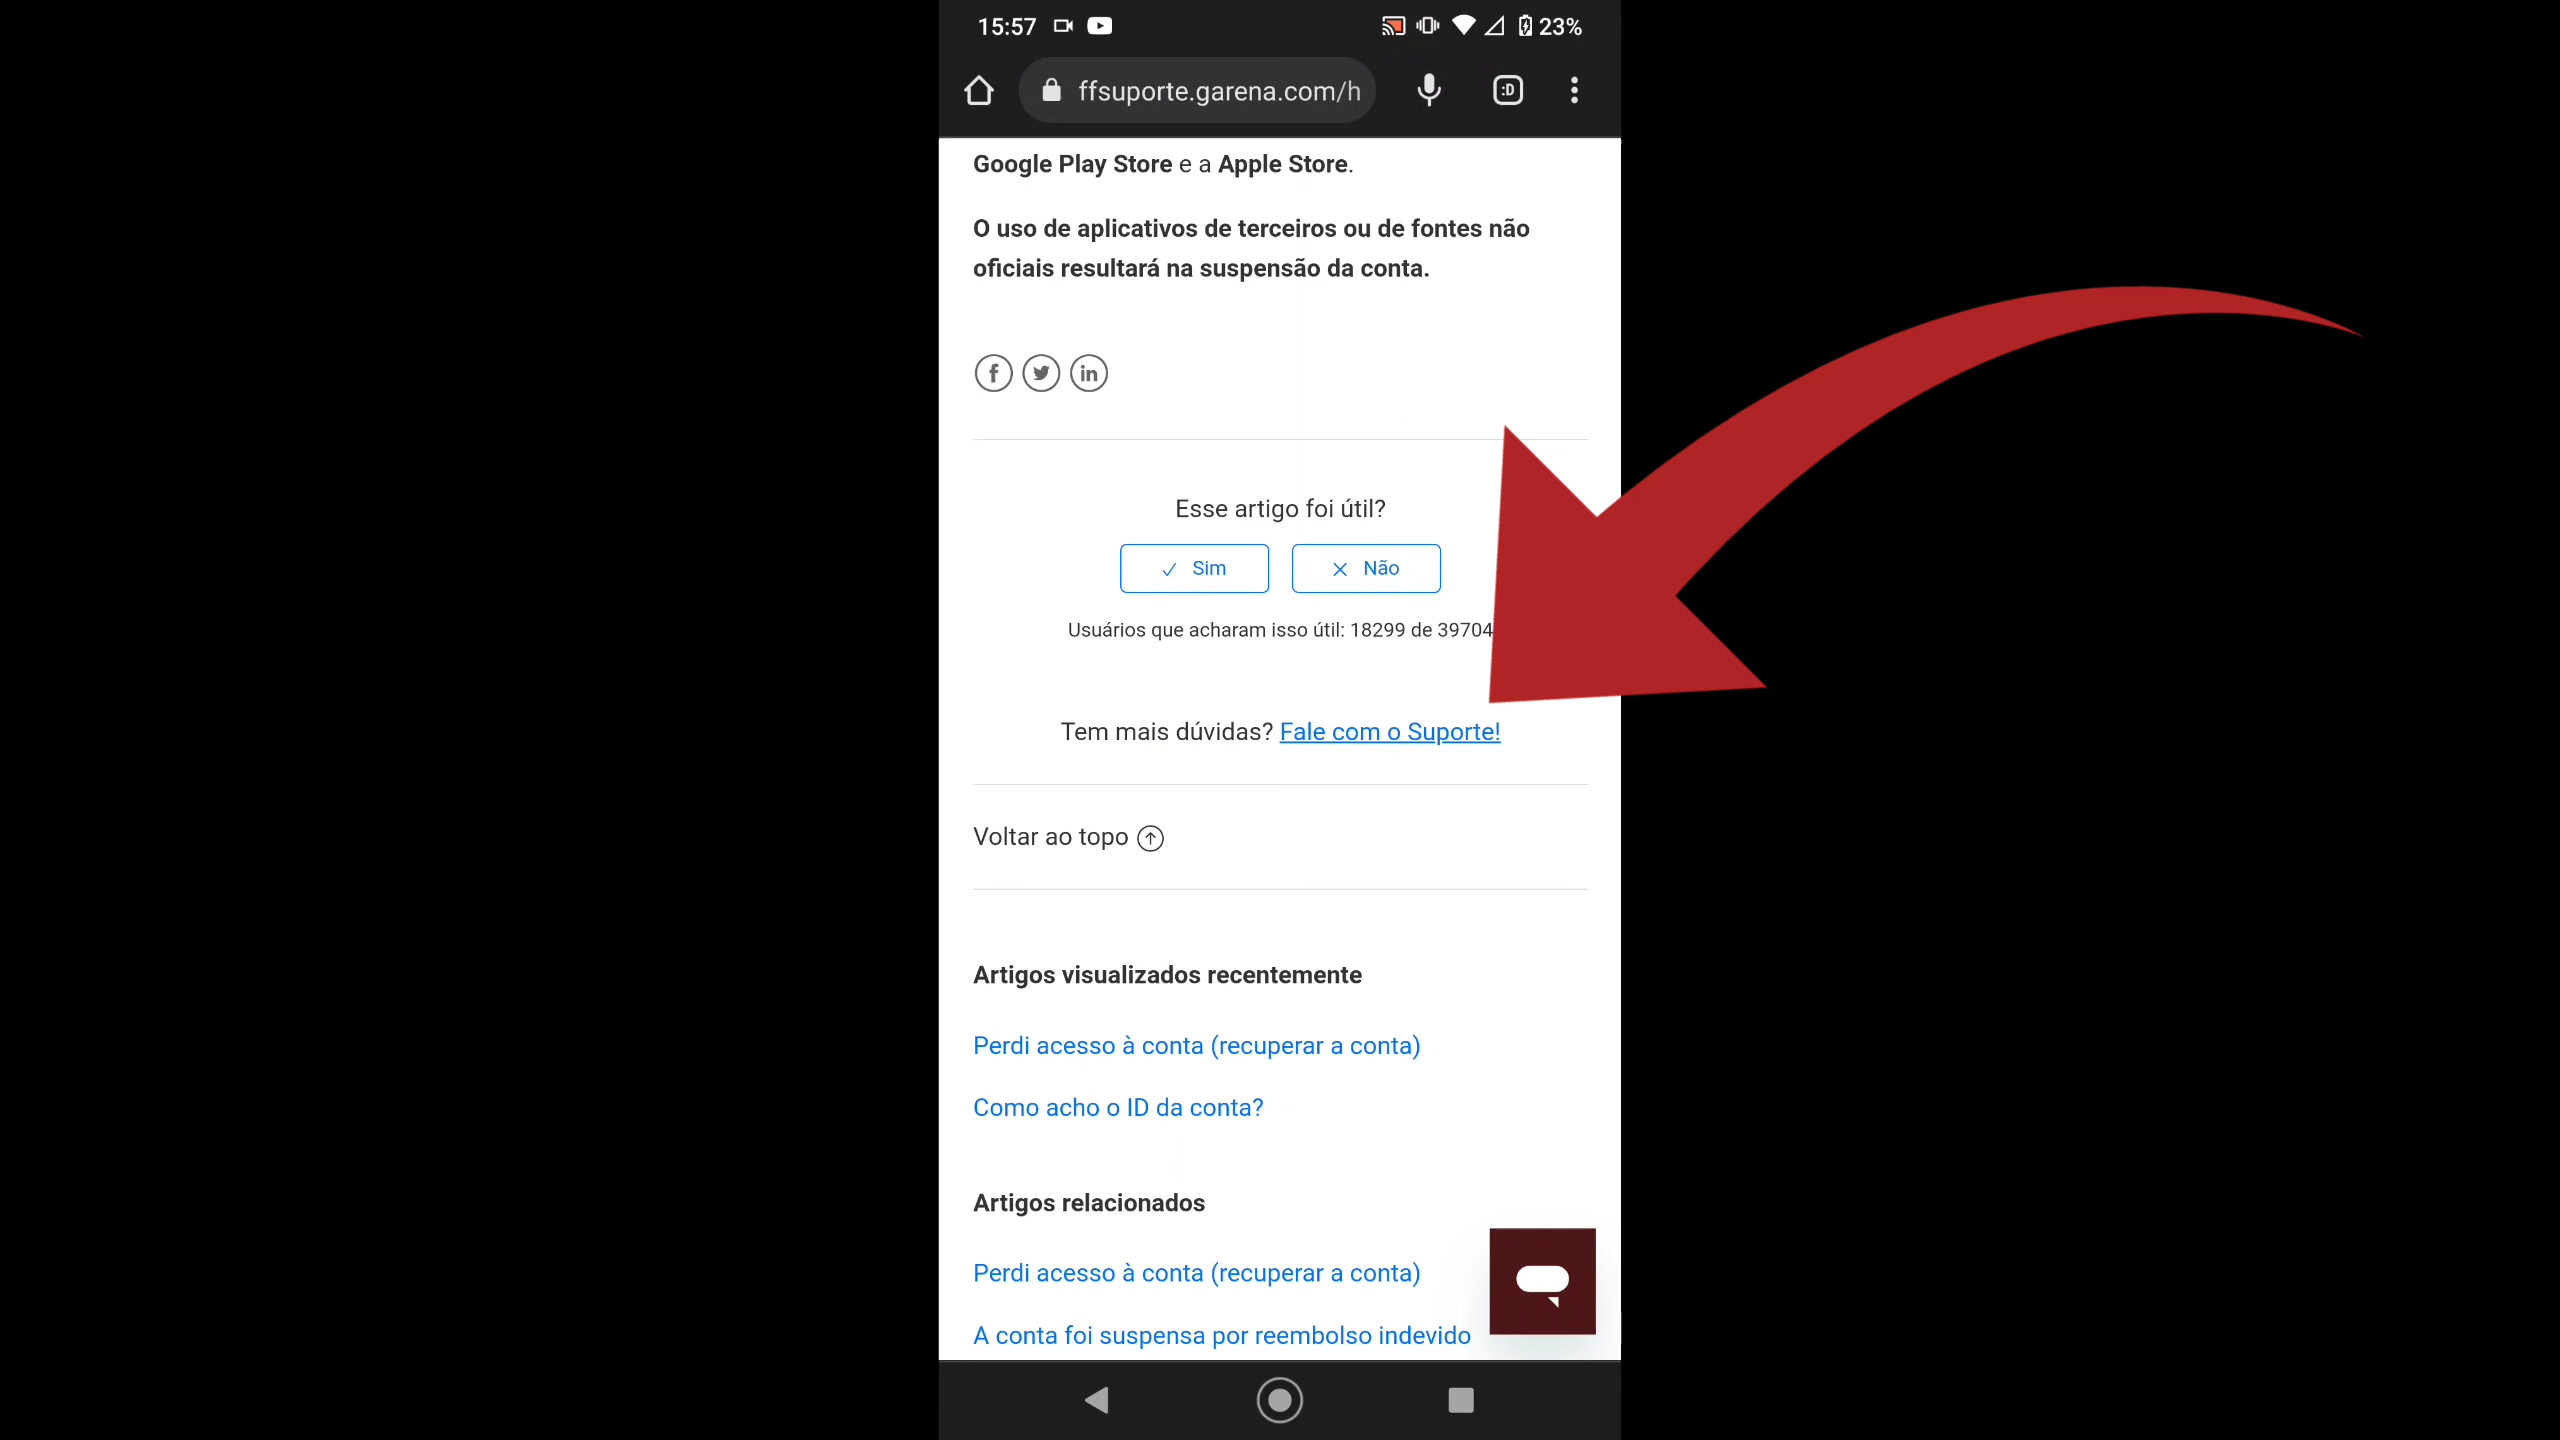 15:57
23%
ffsuporte.garena.com/h
:D
Google Play Store e a Apple Store.
O uso de aplicativos de terceiros ou de fontes não
oficiais resultará na suspensão da conta.
Esse artigo foi útil?
Sim
Não
Usuários que acharam isso útil: 18299 de 39704
Tem mais dúvidas? Fale com o Suporte!
Voltar ao topo
Artigos visualizados recentemente
Perdi acesso à conta (recuperar a conta)
Como acho o ID da conta?
Artigos relacionados
Perdi acesso à conta (recuperar a conta)
A conta foi suspensa por reembolso indevido